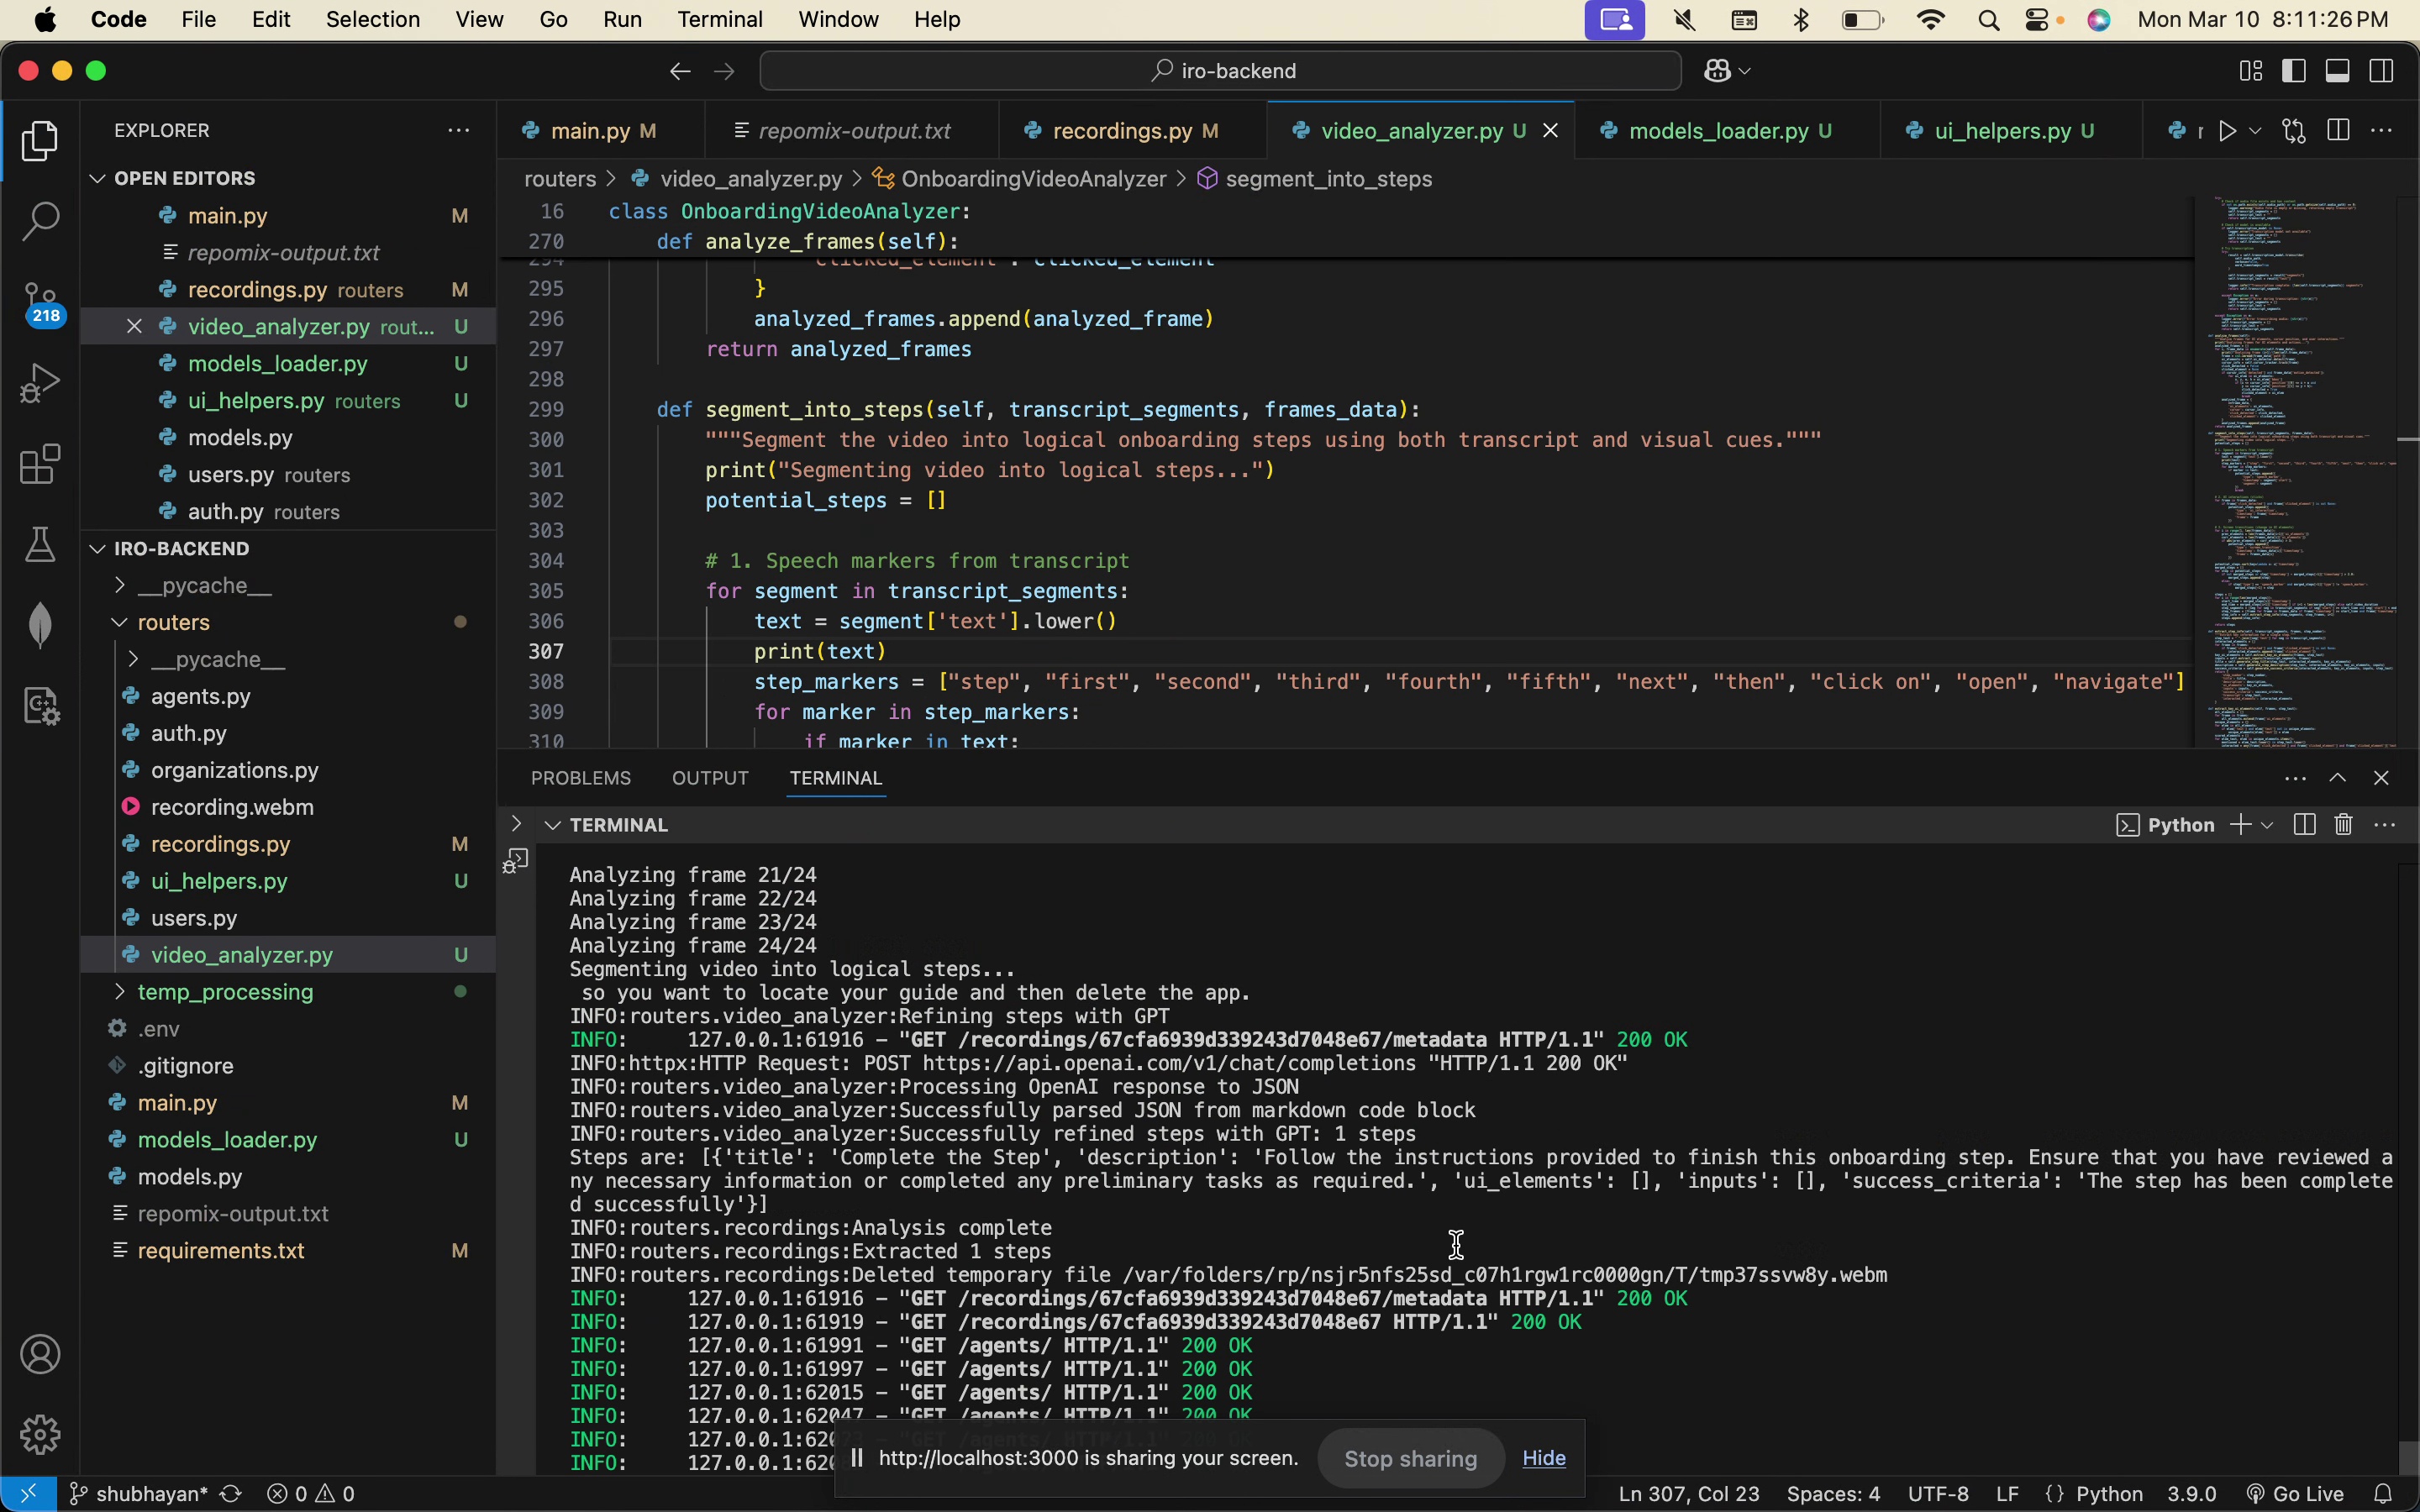 Code File Edit Selection View Go Run Terminal Window Help Mon Mar 10 8:11:26 PM
iro-backend
EXPLORER
main.py M repomix-output.txt recordings.py M video_analyzer.py U models_loader.py U ui_helpers.py U r
OPEN EDITORS
main.py M
repomix-output.txt
recordings.py routers M
video_analyzer.py rout... U
models_loader.py U
ui_helpers.py routers U
models.py
users.py routers
auth.py routers
218
IRO-BACKEND
__pycache__
routers
__pycache__
agents.py
auth.py
organizations.py
recording.webm
recordings.py M
ui_helpers.py U
users.py
video_analyzer.py U
temp_processing
.env
.gitignore
main.py M
models_loader.py U
models.py
repomix-output.txt
requirements.txt M
routers > video_analyzer.py > OnboardingVideoAnalyzer > segment_into_steps
16 class OnboardingVideoAnalyzer:
270 def analyze_frames(self):
294 'clicked_element': clicked_element
295 }
296 analyzed_frames.append(analyzed_frame)
297 return analyzed_frames
298
299 def segment_into_steps(self, transcript_segments, frames_data):
300 """Segment the video into logical onboarding steps using both transcript and visual cues."""
301 print("Segmenting video into logical steps...")
302 potential_steps = []
303
304 # 1. Speech markers from transcript
305 for segment in transcript_segments:
306 text = segment['text'].lower()
307 print(text)
308 step_markers = ["step", "first", "second", "third", "fourth", "fifth", "next", "then", "click on", "open", "navigate"]
309 for marker in step_markers:
310 if marker in text:
PROBLEMS OUTPUT TERMINAL
TERMINAL Python
Analyzing frame 21/24
Analyzing frame 22/24
Analyzing frame 23/24
Analyzing frame 24/24
Segmenting video into logical steps...
so you want to locate your guide and then delete the app.
INFO:routers.video_analyzer:Refining steps with GPT
INFO: 127.0.0.1:61916 - "GET /recordings/67cfa6939d339243d7048e67/metadata HTTP/1.1" 200 OK
INFO:httpx:HTTP Request: POST https://api.openai.com/v1/chat/completions "HTTP/1.1 200 OK"
INFO:routers.video_analyzer:Processing OpenAI response to JSON
INFO:routers.video_analyzer:Successfully parsed JSON from markdown code block
INFO:routers.video_analyzer:Successfully refined steps with GPT: 1 steps
Steps are: [{'title': 'Complete the Step', 'description': 'Follow the instructions provided to finish this onboarding step. Ensure that you have reviewed a
ny necessary information or completed any preliminary tasks as required.', 'ui_elements': [], 'inputs': [], 'success_criteria': 'The step has been complete
d successfully'}]
INFO:routers.recordings:Analysis complete
INFO:routers.recordings:Extracted 1 steps
INFO:routers.recordings:Deleted temporary file /var/folders/rp/nsjr5nfs25sd_c07h1rgw1rc0000gn/T/tmp37ssvw8y.webm
INFO: 127.0.0.1:61916 - "GET /recordings/67cfa6939d339243d7048e67/metadata HTTP/1.1" 200 OK
INFO: 127.0.0.1:61919 - "GET /recordings/67cfa6939d339243d7048e67 HTTP/1.1" 200 OK
INFO: 127.0.0.1:61991 - "GET /agents/ HTTP/1.1" 200 OK
INFO: 127.0.0.1:61997 - "GET /agents/ HTTP/1.1" 200 OK
INFO: 127.0.0.1:62015 - "GET /agents/ HTTP/1.1" 200 OK
INFO: 127.0.0.1:62047 - "GET /agents/ HTTP/1.1" 200 OK
INFO: 127.0.0.1:62
INFO: 127.0.0.1:62
http://localhost:3000 is sharing your screen. Stop sharing Hide
shubhayan* 0 0 Ln 307, Col 23 Spaces: 4 UTF-8 LF {} Python 3.9.0 Go Live